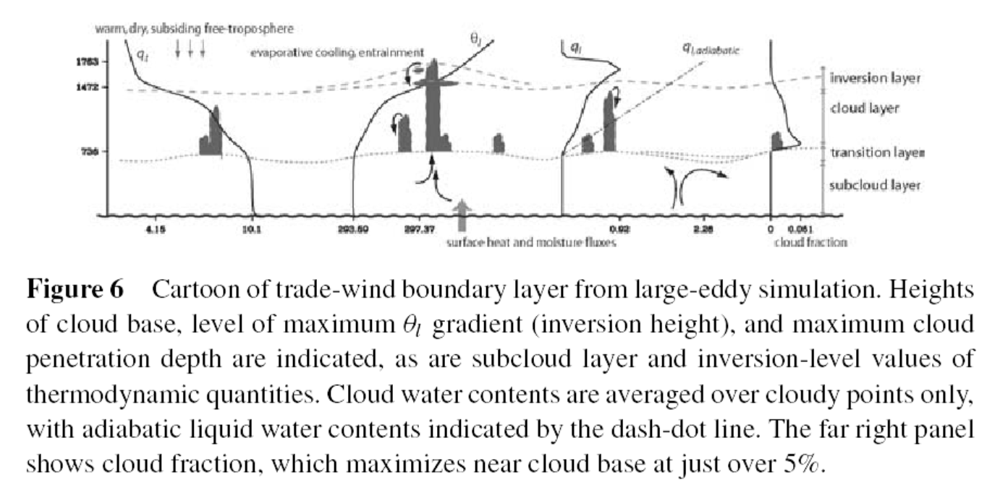 warm, dry, subsiding free-troposphere
q_t
evaporative cooling, entrainment
θ_l
q_l
q_l,adiabatic
1763
1472
736
inversion layer
cloud layer
transition layer
subcloud layer
4.15
10.1
293.59
297.37
0.92
2.28
0
0.051
surface heat and moisture fluxes
cloud fraction
Figure 6 Cartoon of trade-wind boundary layer from large-eddy simulation. Heights
of cloud base, level of maximum θ_l gradient (inversion height), and maximum cloud
penetration depth are indicated, as are subcloud layer and inversion-level values of
thermodynamic quantities. Cloud water contents are averaged over cloudy points only,
with adiabatic liquid water contents indicated by the dash-dot line. The far right panel
shows cloud fraction, which maximizes near cloud base at just over 5%.